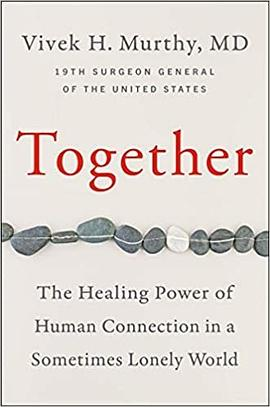 Vivek H. Murthy, MD
19TH SURGEON GENERAL
OF THE UNITED STATES
Together
The Healing Power of
Human Connection in a
Sometimes Lonely World